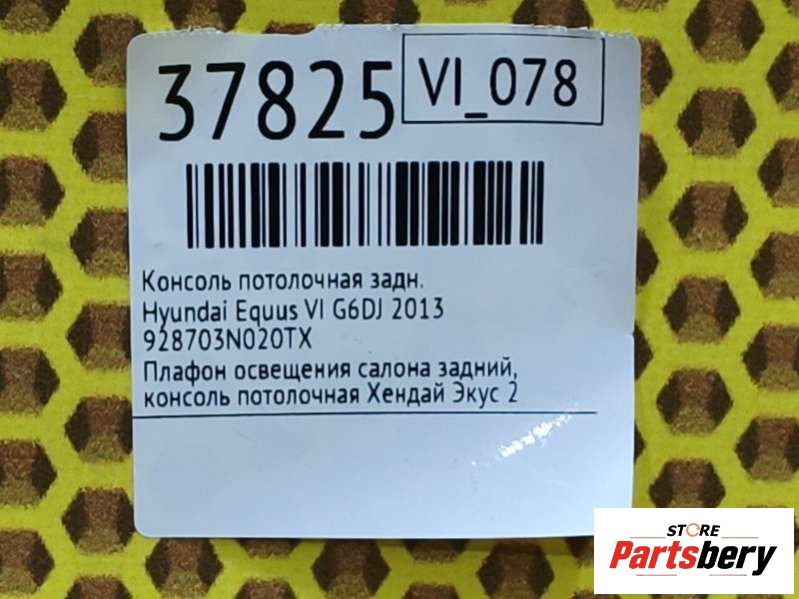 37825
VI_078
Консоль потолочная задн.
Hyundai Equus VI G6DJ 2013
928703N020TX
Плафон освещения салона задний,
консоль потолочная Хендай Экус 2
STORE
Partsbery